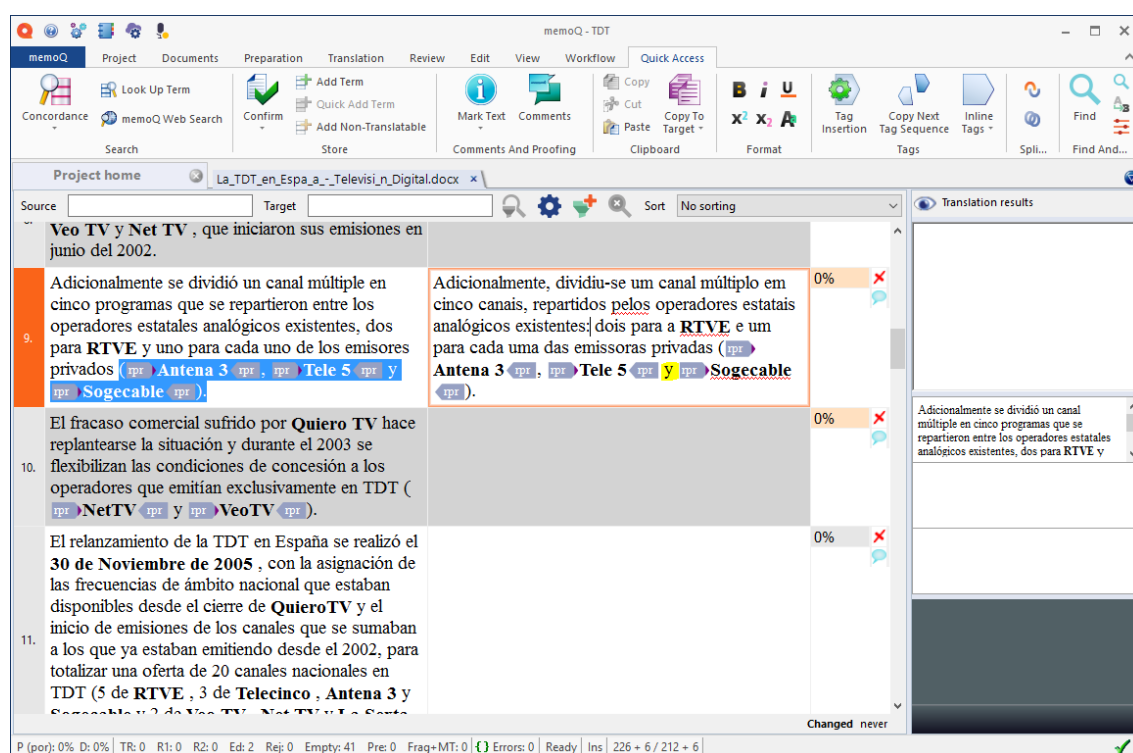 memoQ - TDT
memoQ Project Documents Preparation Translation Review Edit View Workflow Quick Access
Concordance
Look Up Term
memoQ Web Search
Search
Confirm
Add Term
Quick Add Term
Add Non-Translatable
Store
Mark Text
Comments
Comments And Proofing
Copy
Cut
Paste
Copy To
Target
Clipboard
B i U
X² X₂ A
Format
Tag
Insertion
Copy Next
Tag Sequence
Inline
Tags
Tags
Spli...
Find
Find And...
Project home
La_TDT_en_Espa_a_-_Televisi_n_Digital.docx x
Source
Target
Sort No sorting
Translation results
Veo TV y Net TV , que iniciaron sus emisiones en
junio del 2002.
9.
Adicionalmente se dividió un canal múltiple en
cinco programas que se repartieron entre los
operadores estatales analógicos existentes, dos
para RTVE y uno para cada uno de los emisores
privados (rpr Antena 3 rpr , rpr Tele 5 rpr y
rpr Sogecable rpr ).
Adicionalmente, dividiu-se um canal múltiplo em
cinco canais, repartidos pelos operadores estatais
analógicos existentes: dois para a RTVE e um
para cada uma das emissoras privadas (rpr
Antena 3 rpr , rpr Tele 5 rpr y rpr Sogecable
rpr ).
0%
10.
El fracaso comercial sufrido por Quiero TV hace
replantearse la situación y durante el 2003 se
flexibilizan las condiciones de concesión a los
operadores que emitían exclusivamente en TDT (
rpr NetTV rpr y rpr VeoTV rpr ).
0%
11.
El relanzamiento de la TDT en España se realizó el
30 de Noviembre de 2005 , con la asignación de
las frecuencias de ámbito nacional que estaban
disponibles desde el cierre de QuieroTV y el
inicio de emisiones de los canales que se sumaban
a los que ya estaban emitiendo desde el 2002, para
totalizar una oferta de 20 canales nacionales en
TDT (5 de RTVE , 3 de Telecinco , Antena 3 y
Sogecable y 2 de Veo TV , Net TV y La Sexta
0%
Adicionalmente se dividió un canal
múltiple en cinco programas que se
repartieron entre los operadores estatales
analógicos existentes, dos para RTVE y
Changed never
P (por): 0% D: 0% TR: 0 R1: 0 R2: 0 Ed: 2 Rej: 0 Empty: 41 Pre: 0 Frag+MT: 0 {} Errors: 0 Ready Ins 226 + 6 / 212 + 6